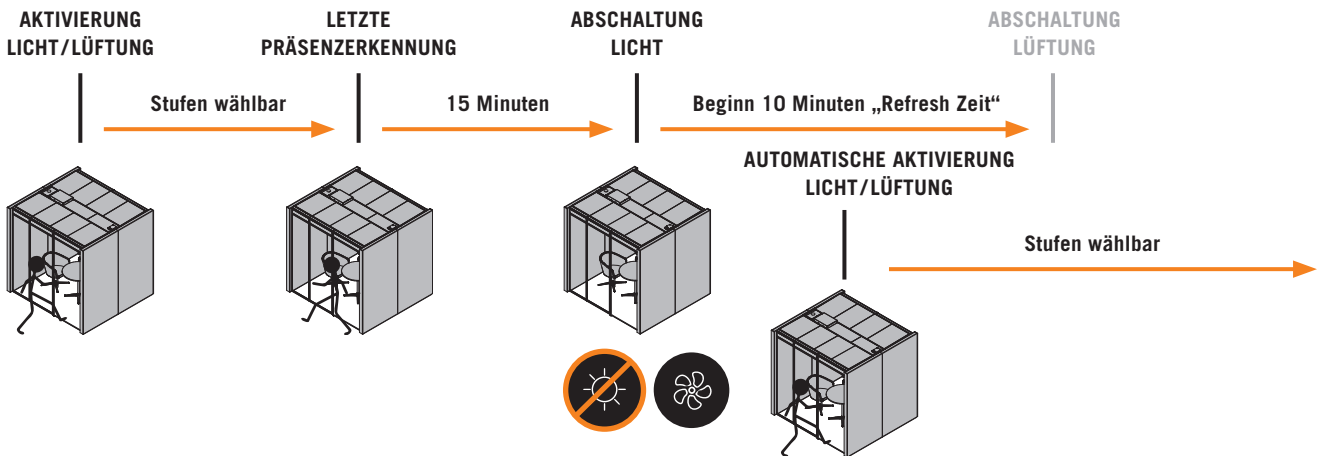 AKTIVIERUNG
LICHT/LÜFTUNG
LETZTE
PRÄSENZERKENNUNG
ABSCHALTUNG
LICHT
ABSCHALTUNG
LÜFTUNG
Stufen wählbar
15 Minuten
Beginn 10 Minuten „Refresh Zeit“
AUTOMATISCHE AKTIVIERUNG
LICHT/LÜFTUNG
Stufen wählbar